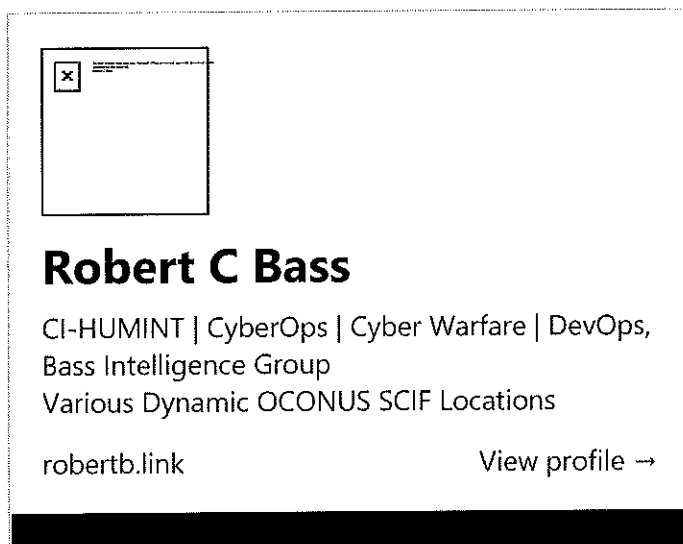 Robert C Bass
CI-HUMINT | CyberOps | Cyber Warfare | DevOps,
Bass Intelligence Group
Various Dynamic OCONUS SCIF Locations
robertb.link
View profile →